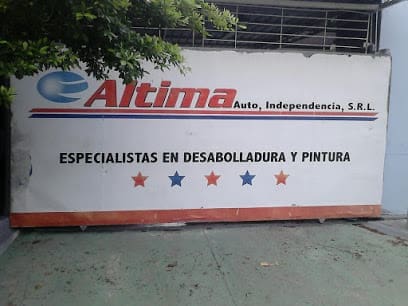 Altima
Auto, Independencia, S.R.L.
ESPECIALISTAS EN DESABOLLADURA Y PINTURA